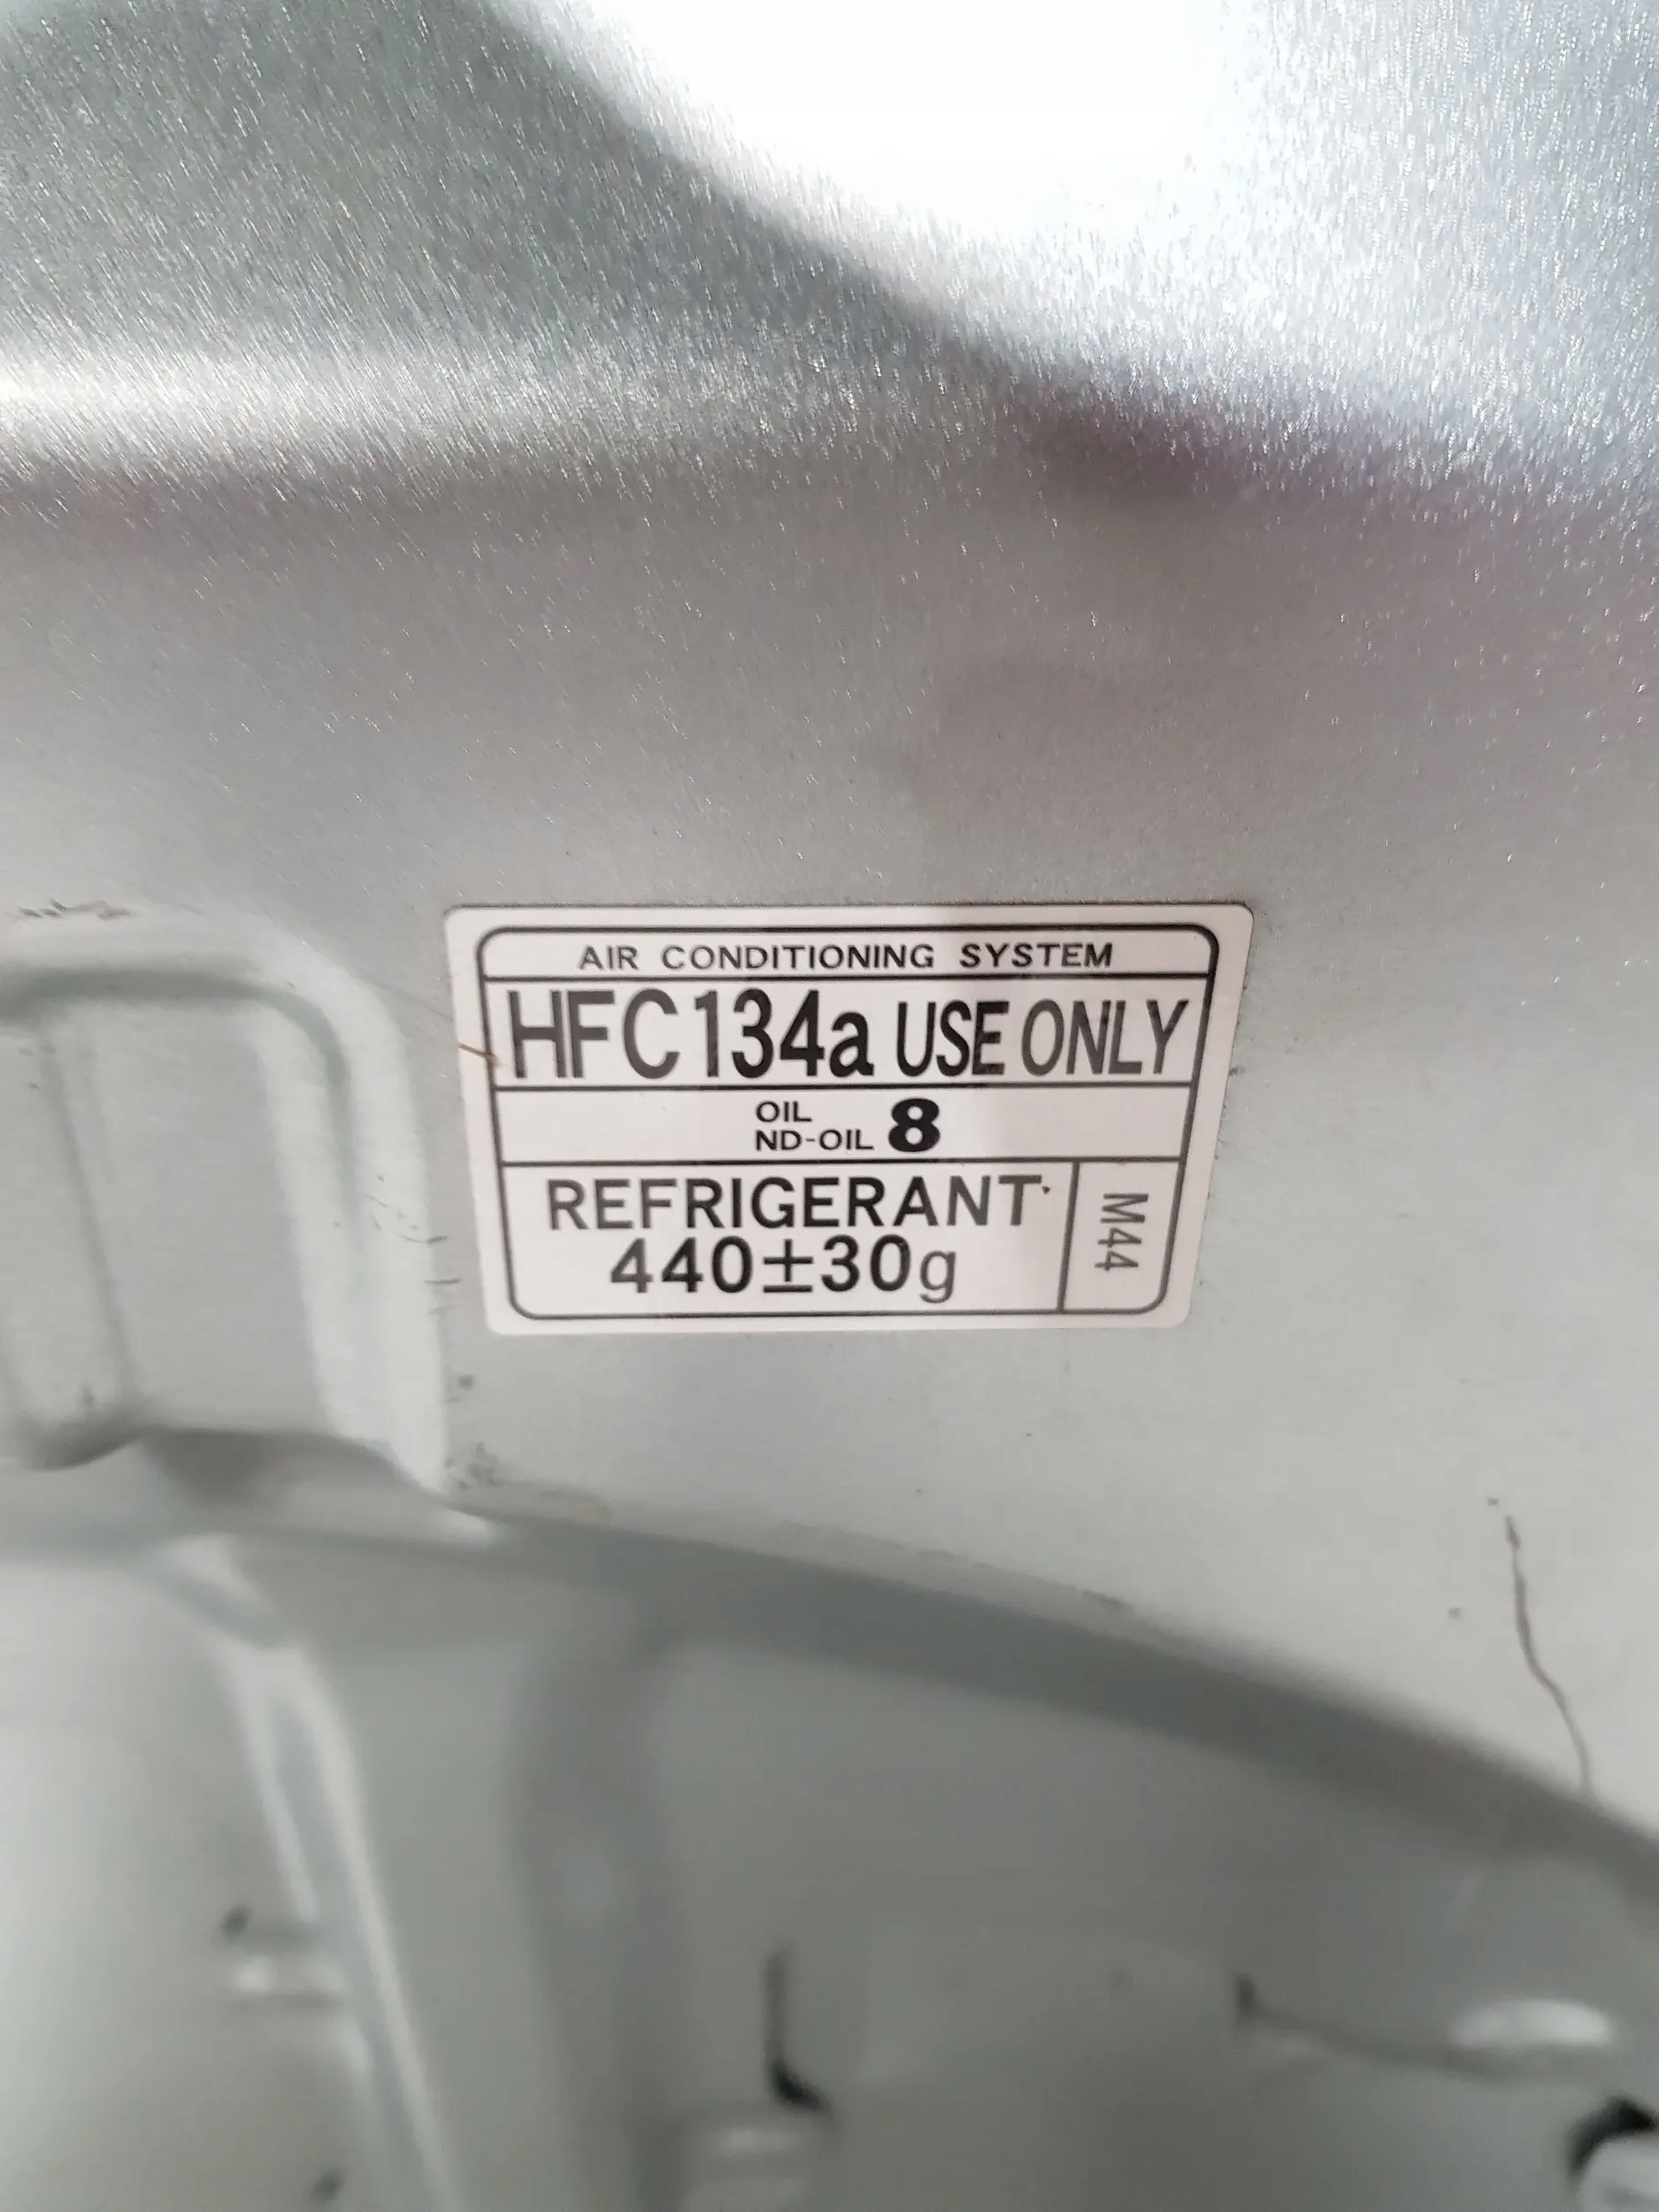 AIR CONDITIONING SYSTEM
HFC134a USE ONLY
OIL
ND-OIL 8
REFRIGERANT
440±30g
M44